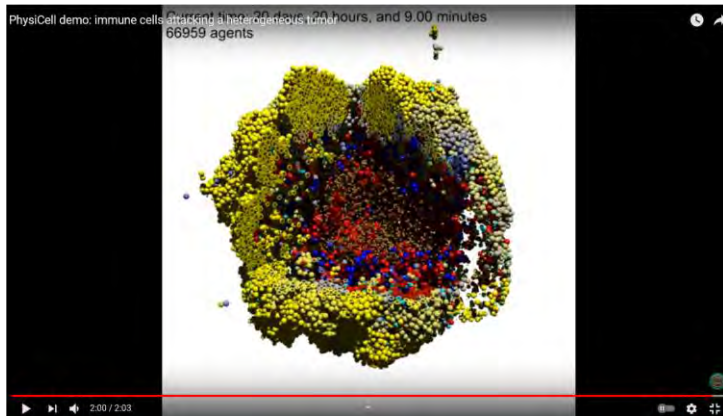 PhysiCell demo: immune cells attacking a heterogeneous tumor
Current time: 20 days, 20 hours, and 9.00 minutes
66959 agents
2:00 / 2:03